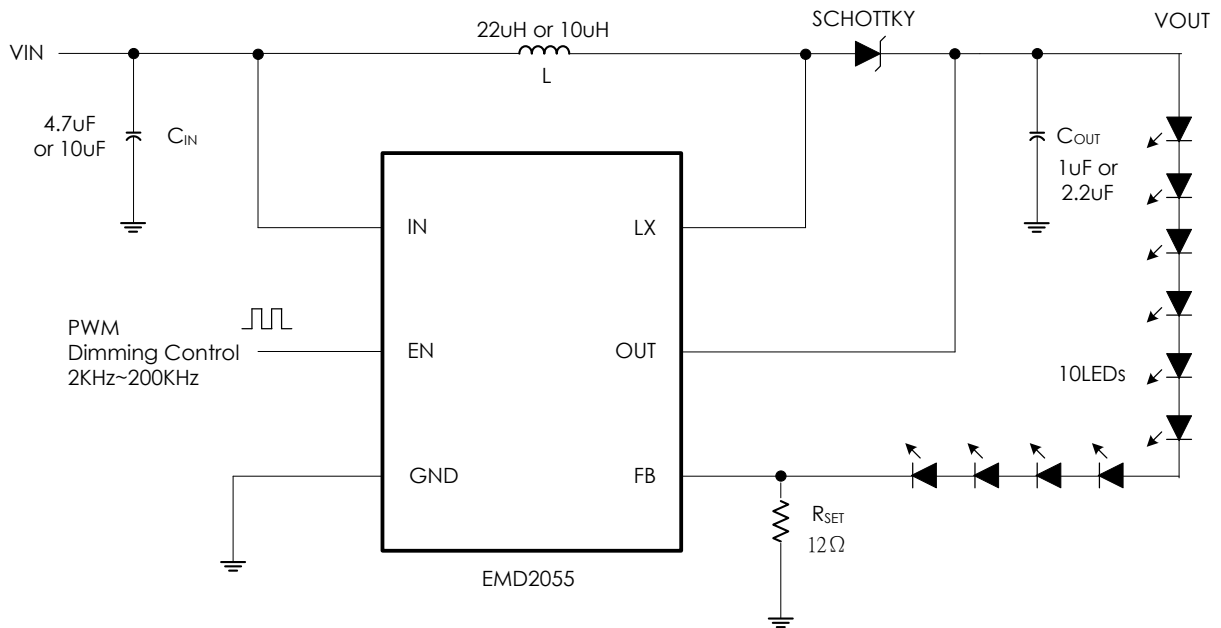 22uH or 10uH
SCHOTTKY
VOUT
VIN
L
4.7uF
or 10uF
CIN
COUT
1uF or
2.2uF
IN
LX
PWM
Dimming Control
2KHz~200KHz
EN
OUT
10LEDs
GND
FB
RSET
12Ω
EMD2055